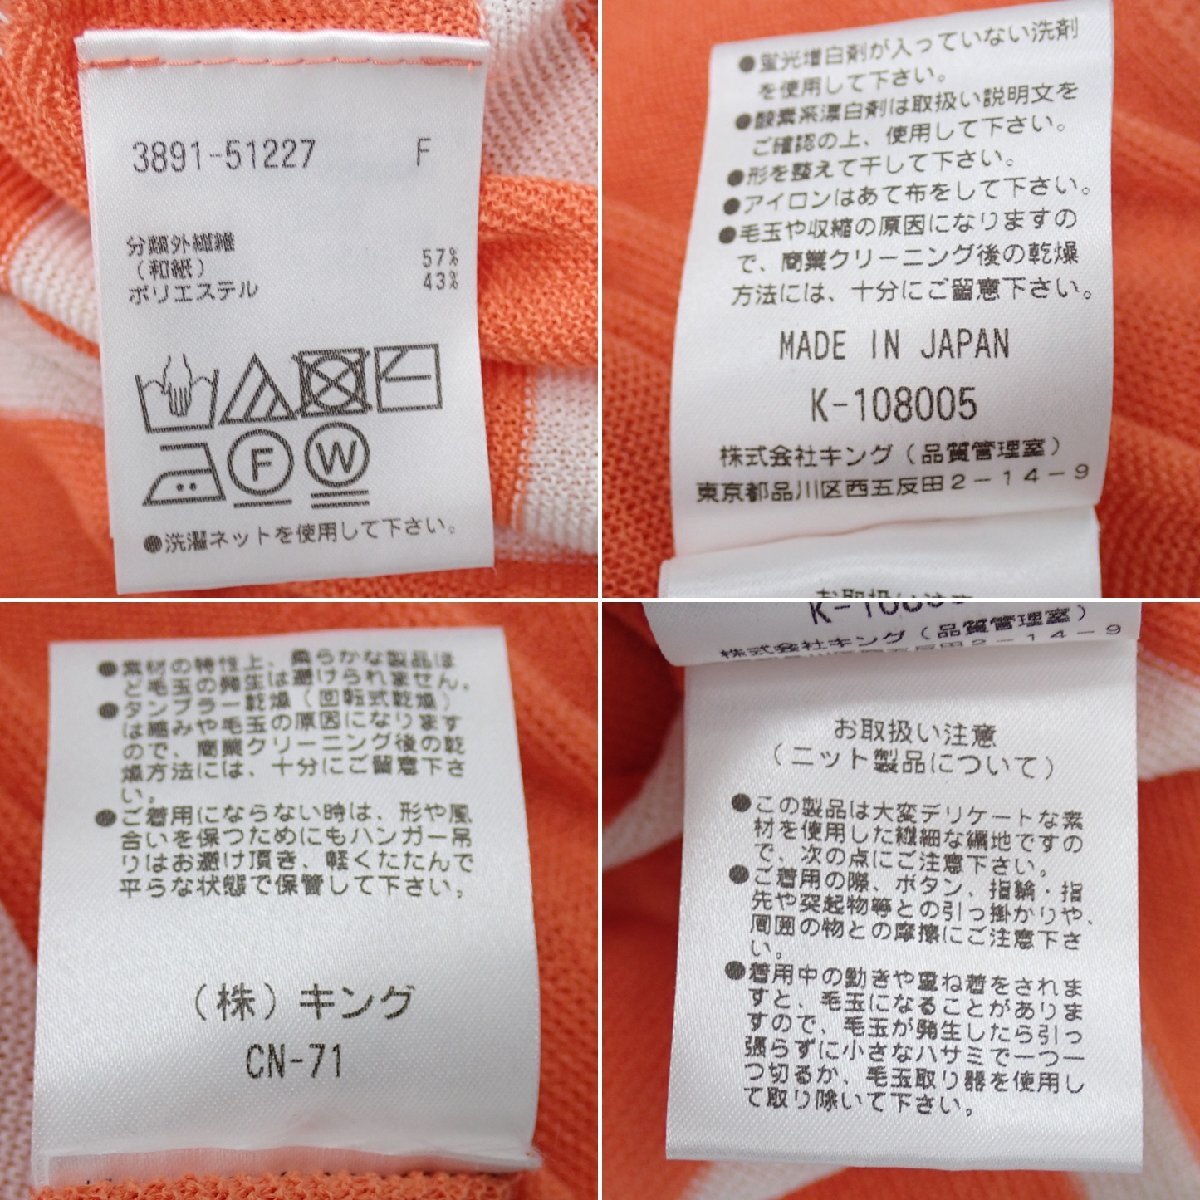 3891-51227 F
分類外繊維
(和紙) 57%
ポリエステル 43%
F W
●洗濯ネットを使用して下さい。
●蛍光増白剤が入っていない洗剤
を使用して下さい。
●酸素系漂白剤は取扱い説明文を
ご確認の上、使用して下さい。
●形を整えて干して下さい。
●アイロンはあて布をして下さい。
●毛玉や収縮の原因になりますの
で、商業クリーニング後の乾燥
方法には、十分にご留意下さい。
MADE IN JAPAN
K-108005
株式会社キング(品質管理室)
東京都品川区西五反田2-14-9
お取扱い注意
●素材の特性上、柔らかな製品ほ
ど毛玉の発生は避けられません。
●タンブラー乾燥(回転式乾燥)
は縮みや毛玉の原因になります
ので、商業クリーニング後の乾
燥方法には、十分にご留意下さ
い。
●ご着用にならない時は、形や風
合いを保つためにもハンガー吊
りはお避け頂き、軽くたたんで
平らな状態で保管して下さい。
(株)キング
CN-71
K-10800
株式会社キング(品質管理室)
東京都品川区西五反田2-14-9
お取扱い注意
(ニット製品について)
●この製品は大変デリケートな素
材を使用した繊細な編地ですの
で、次の点にご注意下さい。
●ご着用の際、ボタン、指輪・指
先や突起物等との引っ掛かりや、
周囲の物との摩擦にご注意下さ
い。
●着用中の動きや重ね着をされま
すと、毛玉になることがありま
すので、毛玉が発生したら引っ
張らずに小さなハサミで一つ一
つ切るか、毛玉取り器を使用し
て取り除いて下さい。